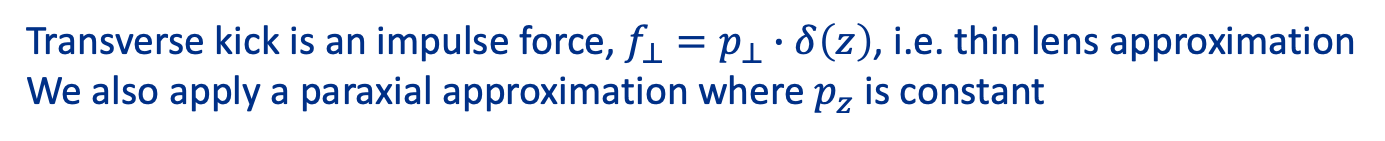 Transverse kick is an impulse force, 𝑓⊥ = 𝑝⊥ · 𝛿(𝑧), i.e. thin lens approximation
We also apply a paraxial approximation where 𝑝𝑧 is constant